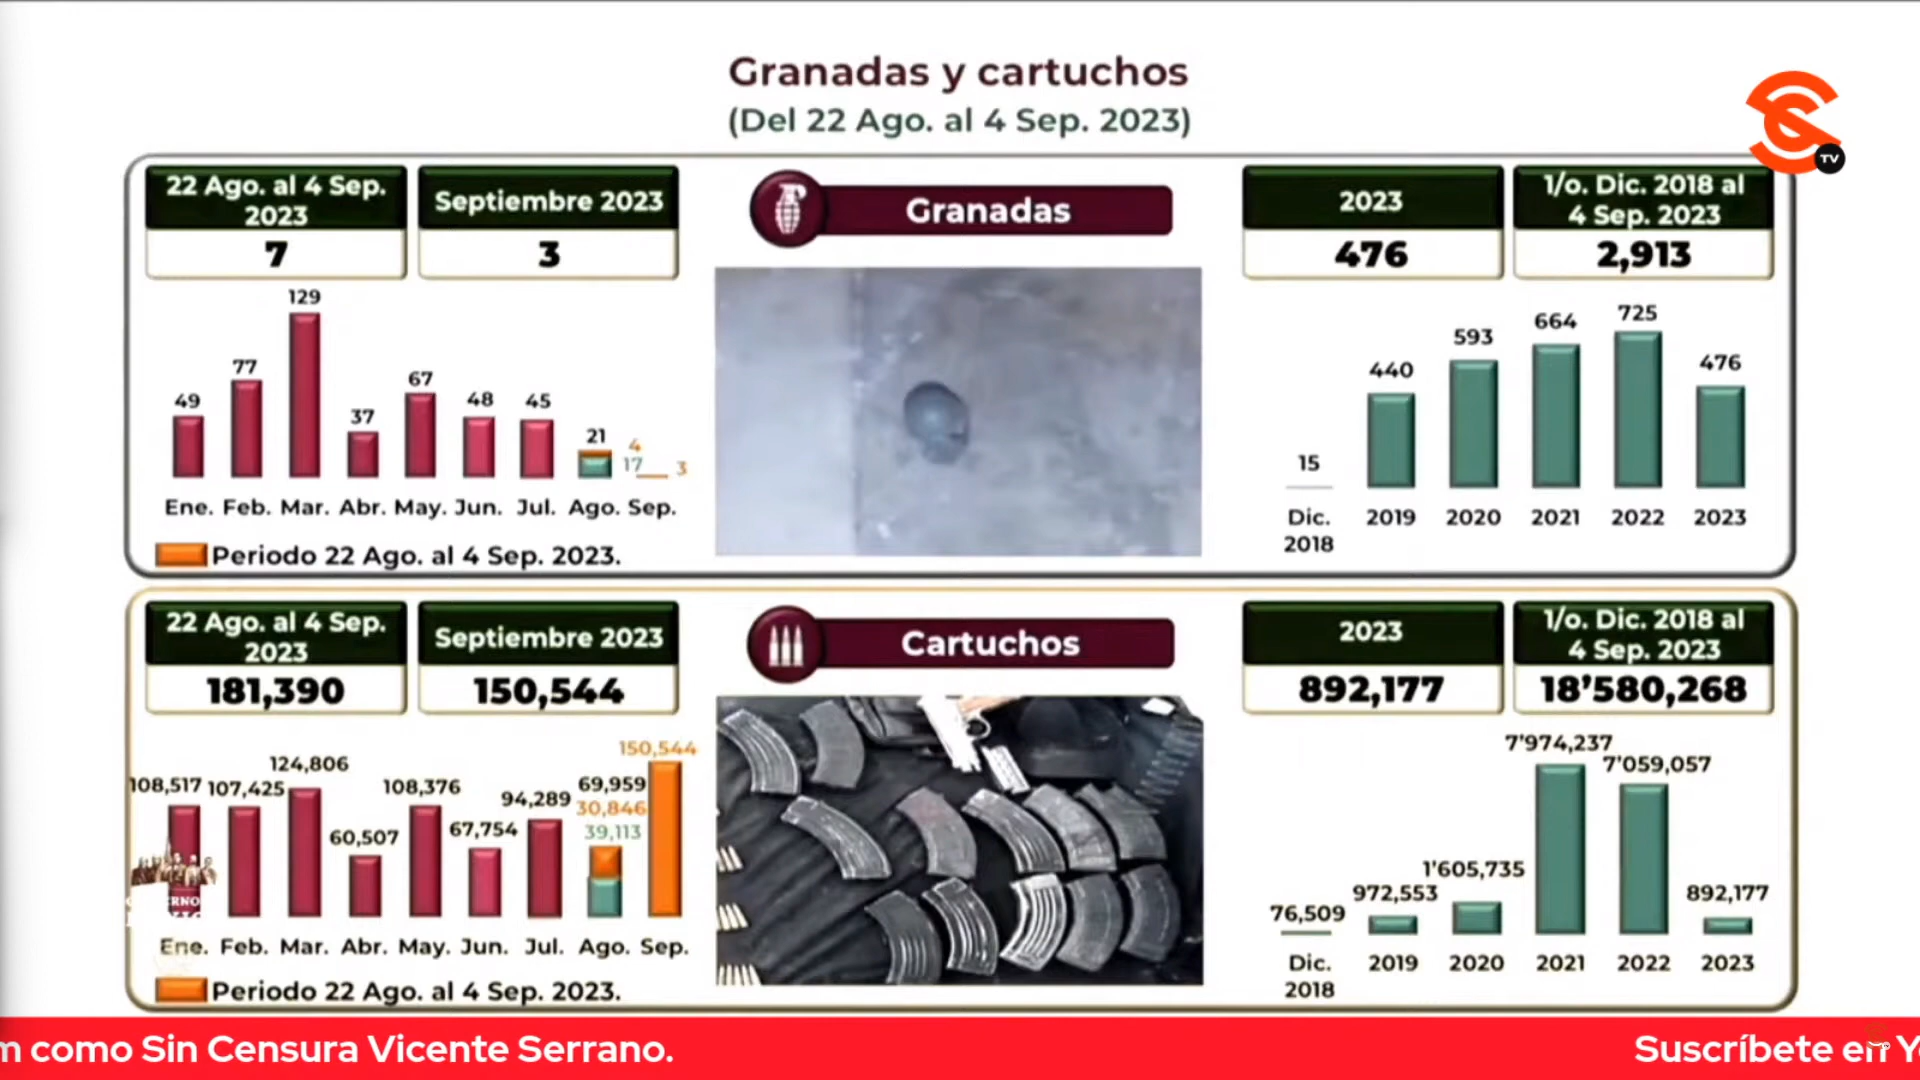 Granadas y cartuchos
(Del 22 Ago. al 4 Sep. 2023)
TV
22 Ago. al 4 Sep.
2023
7
Septiembre 2023
3
Granadas
2023
476
1/o. Dic. 2018 al
4 Sep. 2023
2,913
49
77
129
37
67
48
45
21
4
17
3
Ene. Feb. Mar. Abr. May. Jun. Jul. Ago. Sep.
Periodo 22 Ago. al 4 Sep. 2023.
15
440
593
664
725
476
Dic.
2018
2019
2020
2021
2022
2023
22 Ago. al 4 Sep.
2023
181,390
Septiembre 2023
150,544
Cartuchos
2023
892,177
1/o. Dic. 2018 al
4 Sep. 2023
18'580,268
108,517
107,425
124,806
60,507
108,376
67,754
94,289
69,959
30,846
39,113
150,544
Ene. Feb. Mar. Abr. May. Jun. Jul. Ago. Sep.
Periodo 22 Ago. al 4 Sep. 2023.
76,509
972,553
1'605,735
7'974,237
7'059,057
892,177
Dic.
2018
2019
2020
2021
2022
2023
m como Sin Censura Vicente Serrano.
Suscríbete en Y